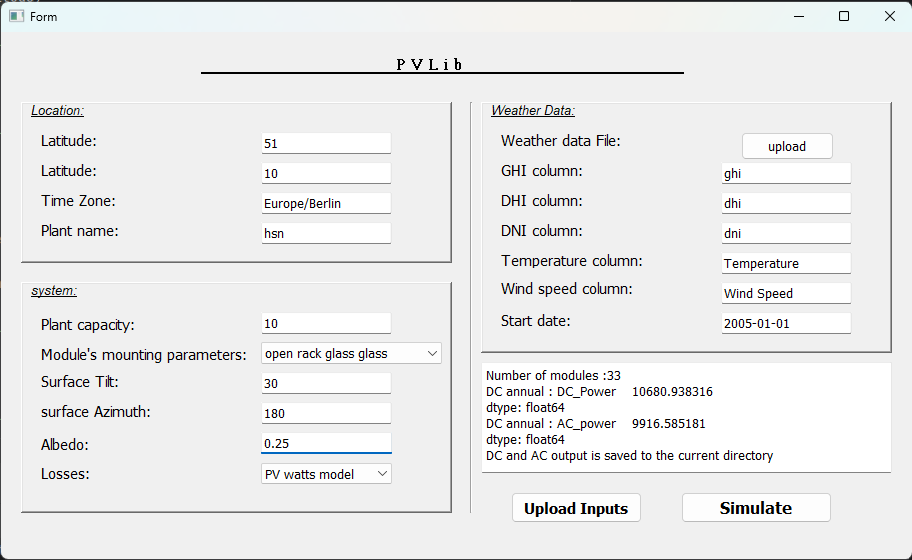 Form
PVLib
Location:
Latitude: 51
Latitude: 10
Time Zone: Europe/Berlin
Plant name: hsn
system:
Plant capacity: 10
Module's mounting parameters: open rack glass glass
Surface Tilt: 30
surface Azimuth: 180
Albedo: 0.25
Losses: PV watts model
Weather Data:
Weather data File: upload
GHI column: ghi
DHI column: dhi
DNI column: dni
Temperature column: Temperature
Wind speed column: Wind Speed
Start date: 2005-01-01
Number of modules :33
DC annual : DC_Power 10680.938316
dtype: float64
DC annual : AC_power 9916.585181
dtype: float64
DC and AC output is saved to the current directory
Upload Inputs
Simulate